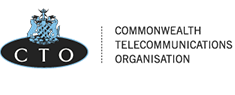 CTO
COMMONWEALTH
TELECOMMUNICATIONS
ORGANISATION